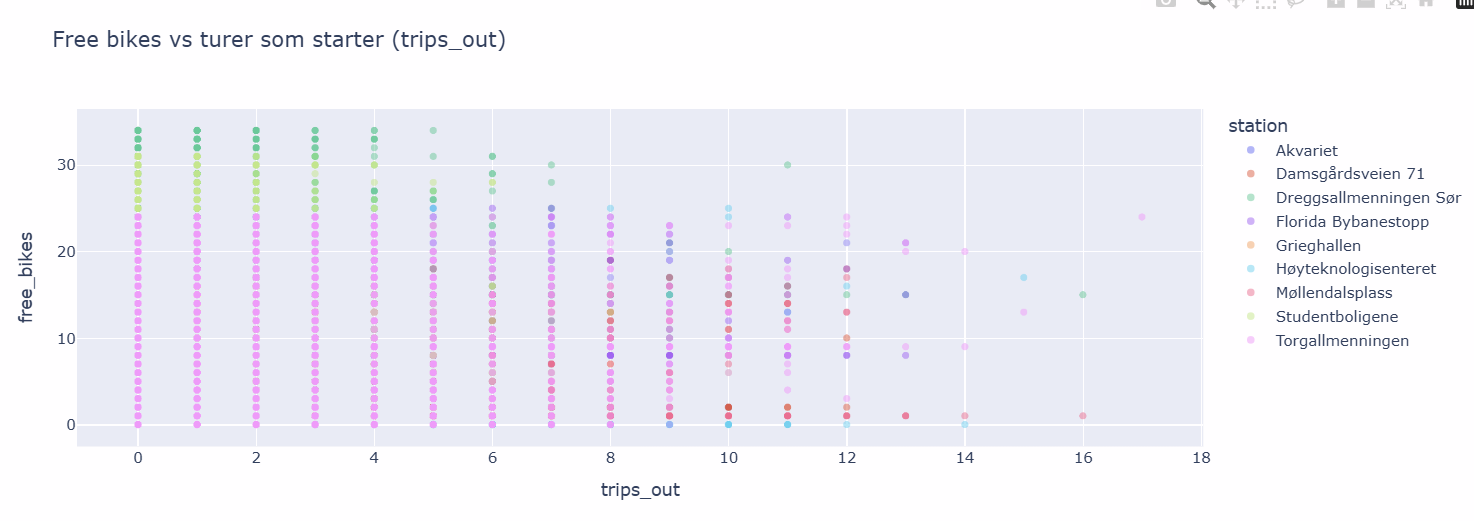 Free bikes vs turer som starter (trips_out)
free_bikes
30
20
10
0
0 2 4 6 8 10 12 14 16 18
trips_out
station
Akvariet
Damsgårdsveien 71
Dreggsallmenningen Sør
Florida Bybanestopp
Grieghallen
Høyteknologisenteret
Møllendalsplass
Studentboligene
Torgallmenningen